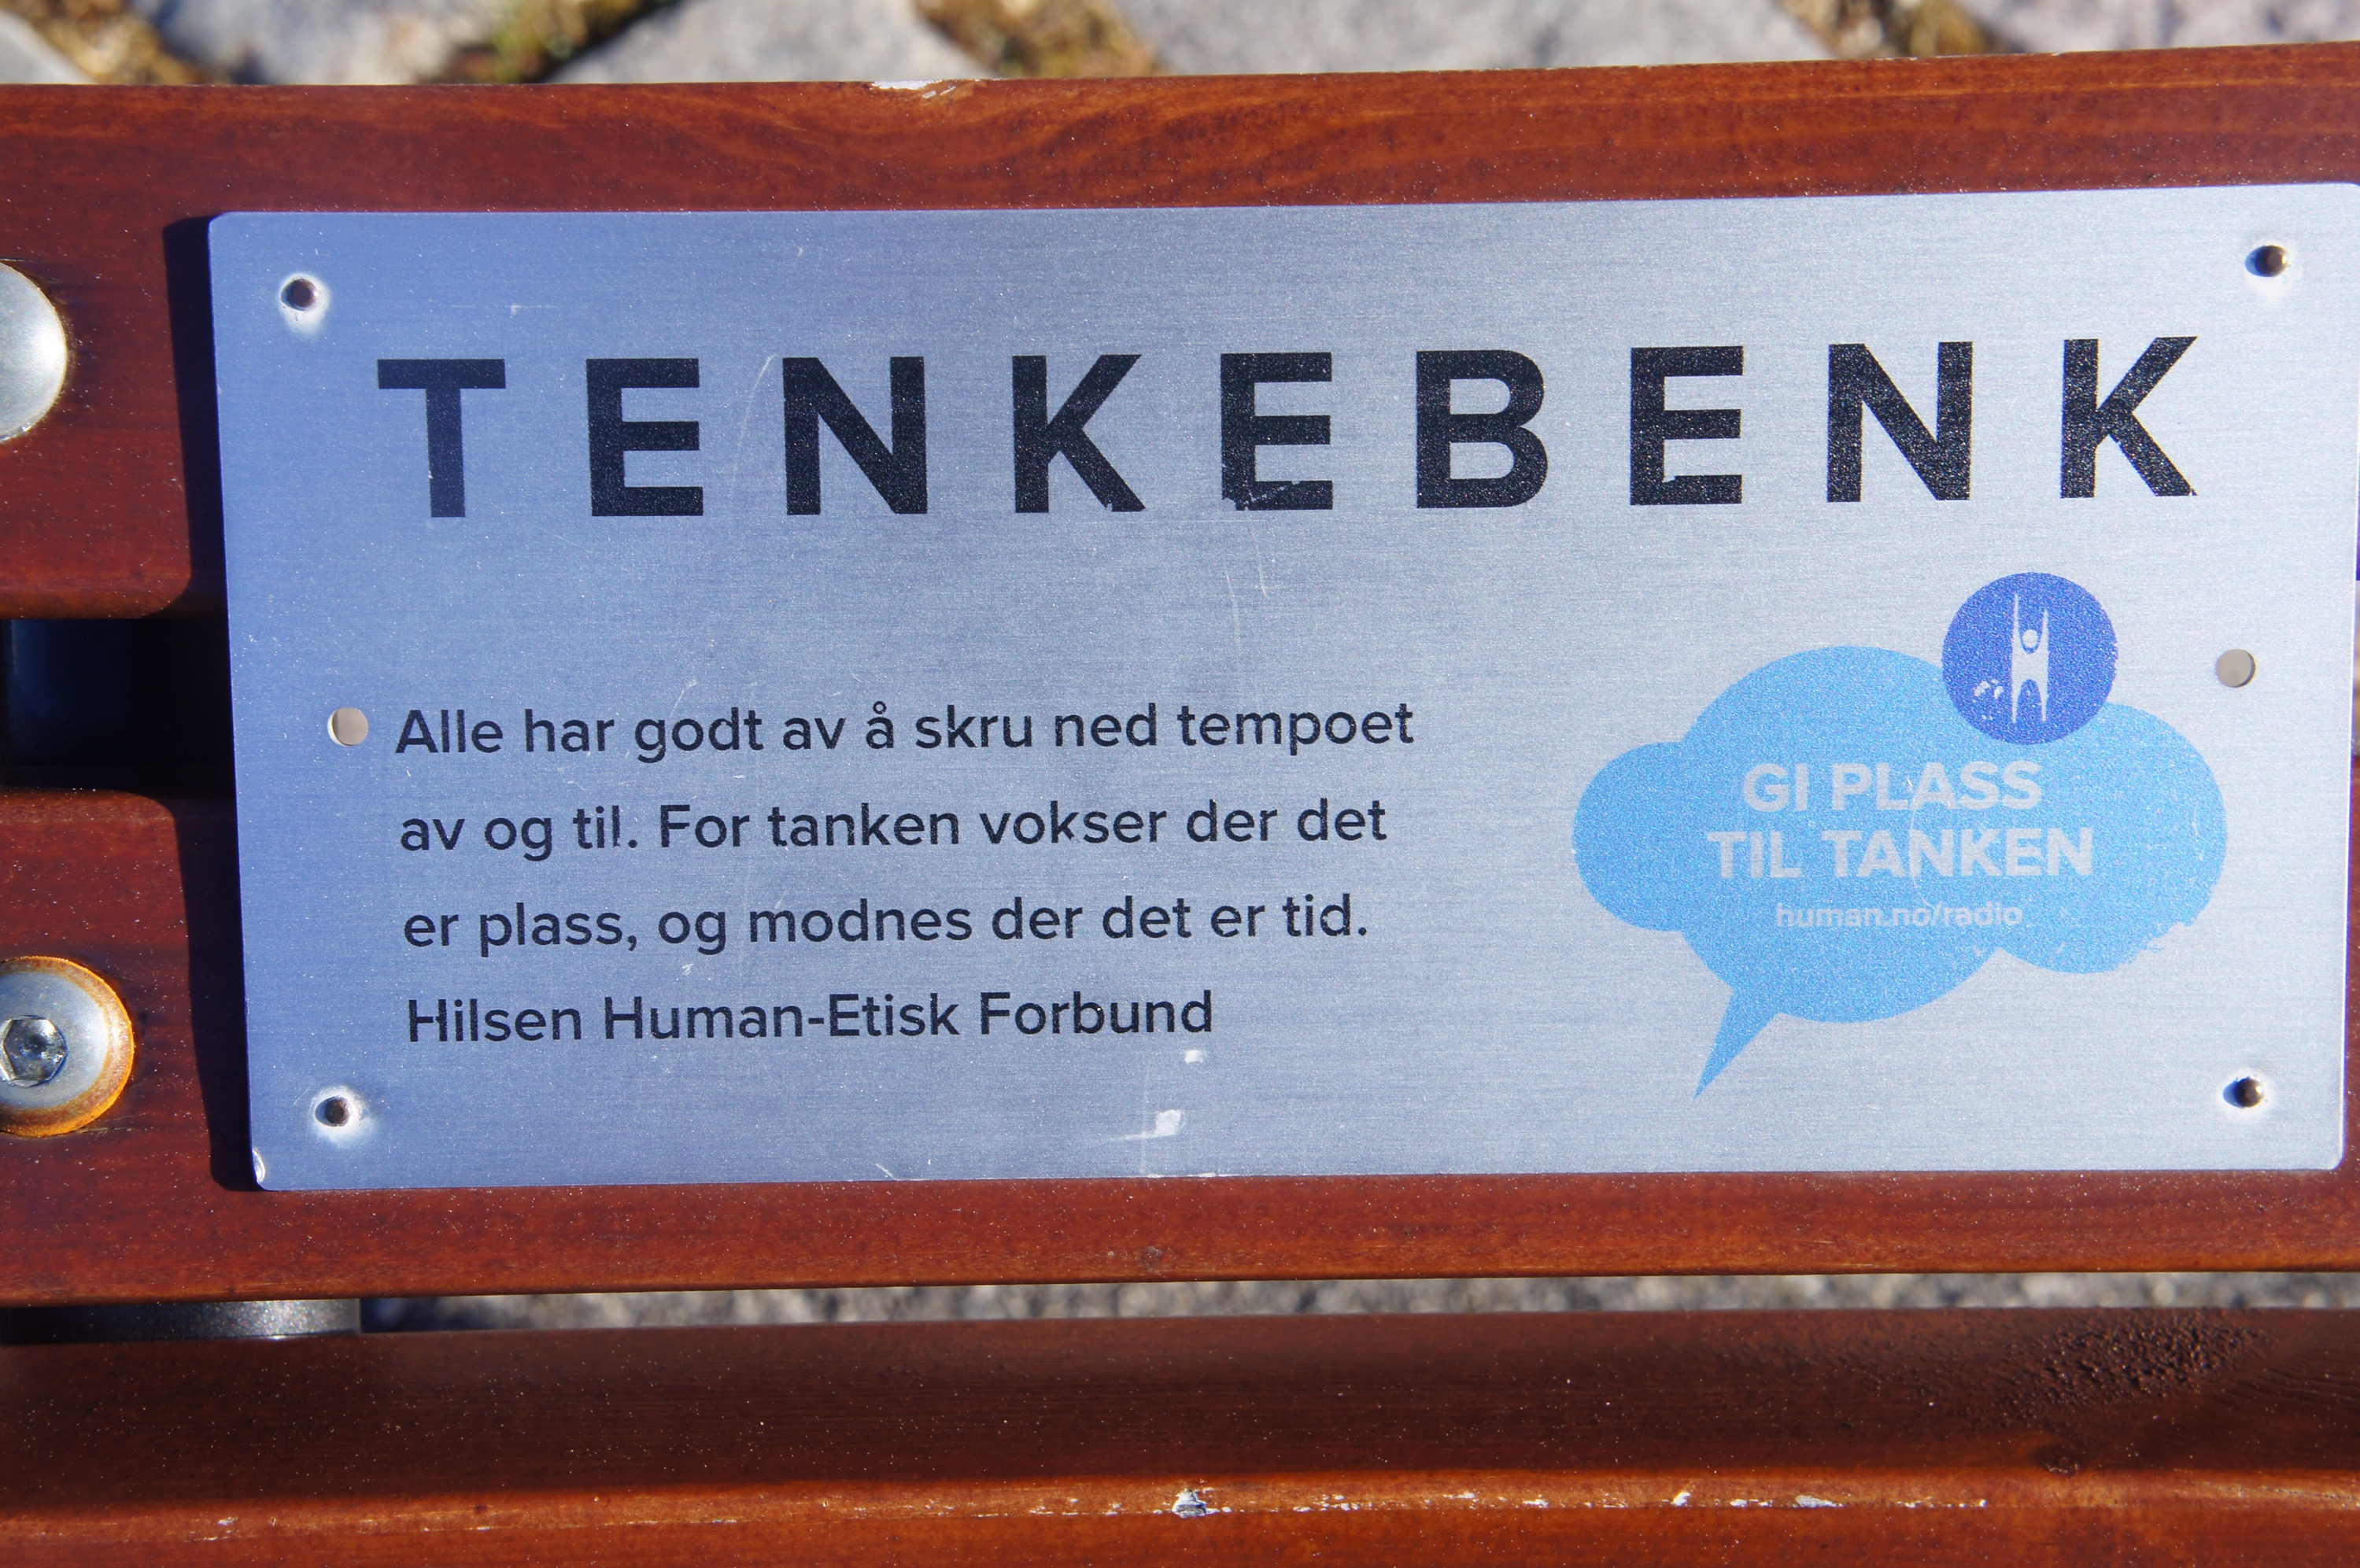 TENKEBENK
Alle har godt av å skru ned tempoet
av og til. For tanken vokser der det
er plass, og modnes der det er tid.
Hilsen Human-Etisk Forbund
GI PLASS
TIL TANKEN
human.no/radio